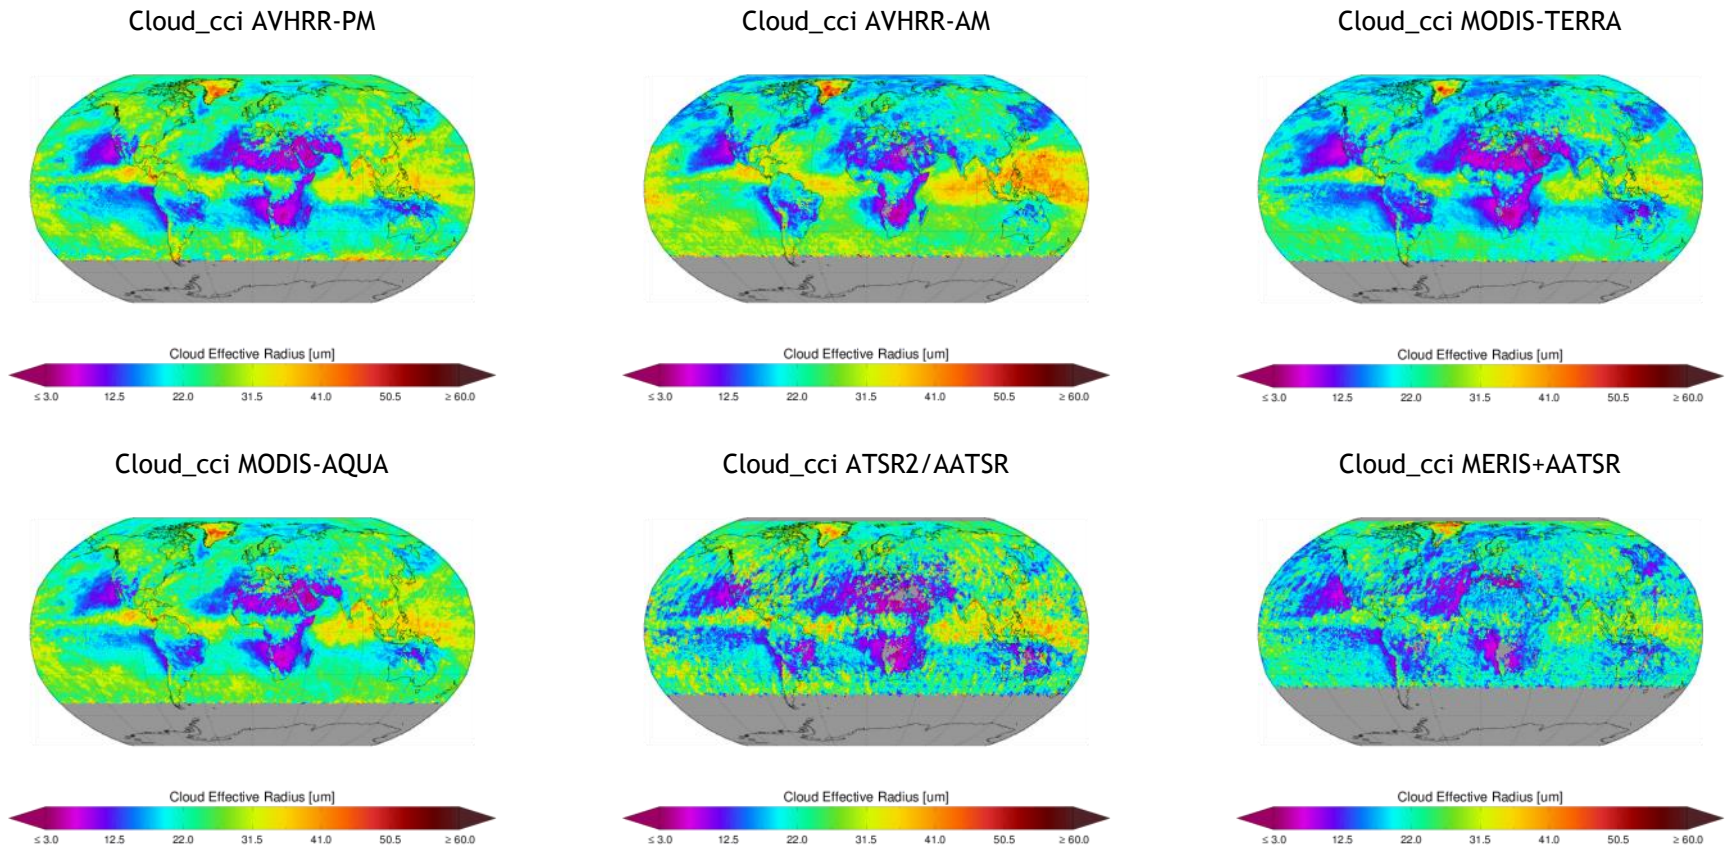 Cloud_cci AVHRR-PM
Cloud_cci AVHRR-AM
Cloud_cci MODIS-TERRA
Cloud Effective Radius [um]
≤ 3.0 12.5 22.0 31.5 41.0 50.5 ≥ 60.0
Cloud Effective Radius [um]
≤ 3.0 12.5 22.0 31.5 41.0 50.5 ≥ 60.0
Cloud Effective Radius [um]
≤ 3.0 12.5 22.0 31.5 41.0 50.5 ≥ 60.0
Cloud_cci MODIS-AQUA
Cloud_cci ATSR2/AATSR
Cloud_cci MERIS+AATSR
Cloud Effective Radius [um]
≤ 3.0 12.5 22.0 31.5 41.0 50.5 ≥ 60.0
Cloud Effective Radius [um]
≤ 3.0 12.5 22.0 31.5 41.0 50.5 ≥ 60.0
Cloud Effective Radius [um]
≤ 3.0 12.5 22.0 31.5 41.0 50.5 ≥ 60.0